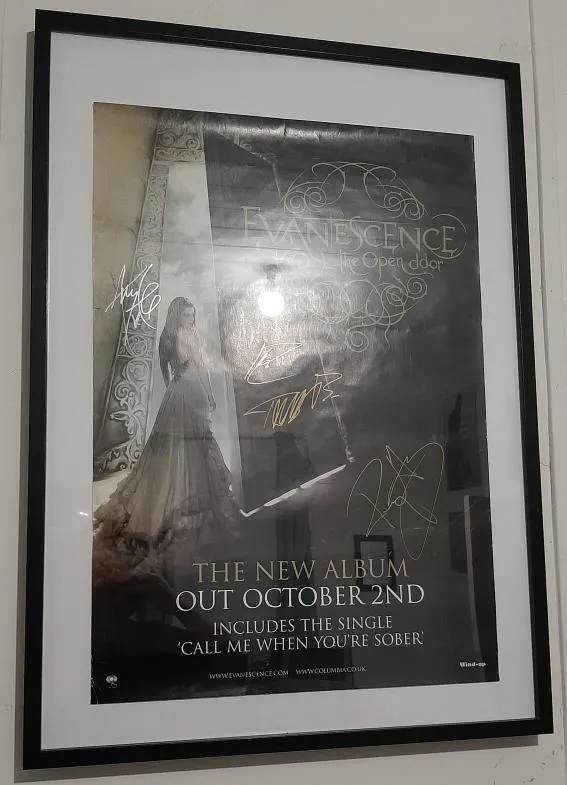 EVANESCENCE
The Open door
THE NEW ALBUM
OUT OCTOBER 2ND
INCLUDES THE SINGLE
'CALL ME WHEN YOU'RE SOBER'
WWW.EVANESCENCE.COM WWW.COLUMBIA.CO.UK
Wind-up